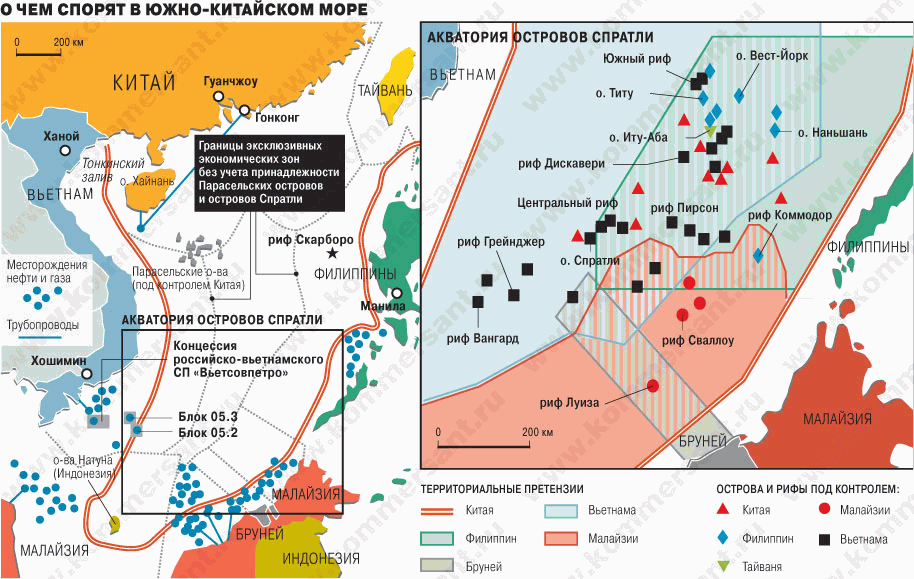 О ЧЕМ СПОРЯТ В ЮЖНО-КИТАЙСКОМ МОРЕ
0 200 км
КИТАЙ
Гуанчжоу
Гонконг
ТАЙВАНЬ
Ханой
Тонкинский
залив
о. Хайнань
ВЬЕТНАМ
Границы эксклюзивных
экономических зон
без учета принадлежности
Парасельских островов
и островов Спратли
риф Скарборо
Парасельские о-ва
(под контролем Китая)
ФИЛИППИНЫ
Манила
Месторождения
нефти и газа
Трубопроводы
АКВАТОРИЯ ОСТРОВОВ СПРАТЛИ
Хошимин
Концессия
российско-вьетнамского
СП «Вьетсовпетро»
Блок 05.3
Блок 05.2
о-ва Натуна
(Индонезия)
МАЛАЙЗИЯ
БРУНЕЙ
МАЛАЙЗИЯ
ИНДОНЕЗИЯ
АКВАТОРИЯ ОСТРОВОВ СПРАТЛИ
ВЬЕТНАМ
Южный риф
о. Вест-Йорк
о. Титу
о. Иту-Аба
о. Наньшань
риф Дискавери
Центральный риф
риф Пирсон
риф Коммодор
риф Грейнджер
о. Спратли
ФИЛИППИНЫ
риф Вангард
риф Сваллоу
риф Луиза
0 200 км
БРУНЕЙ
МАЛАЙЗИЯ
ТЕРРИТОРИАЛЬНЫЕ ПРЕТЕНЗИИ
Китая
Вьетнама
Филиппин
Малайзии
Бруней
ОСТРОВА И РИФЫ ПОД КОНТРОЛЕМ:
Китая
Малайзии
Филиппин
Вьетнама
Тайваня
www.kommersant.ru